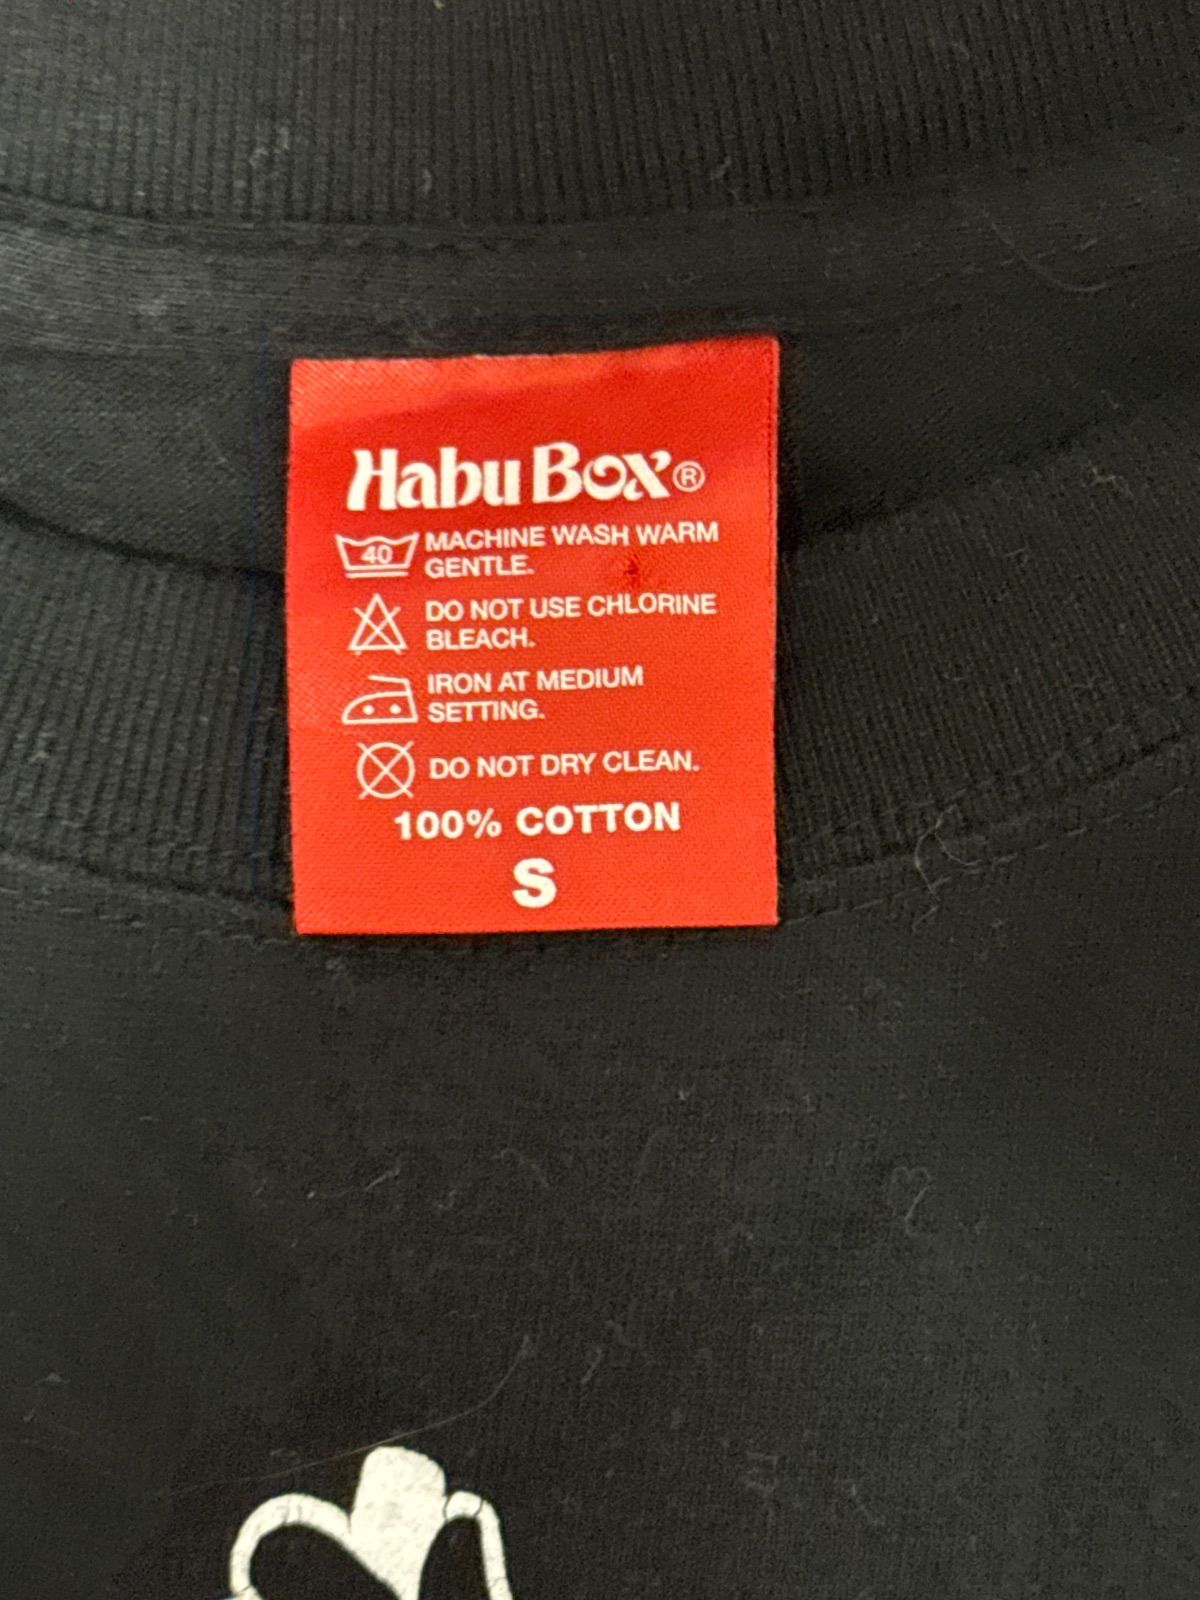 Habu Box®
40 MACHINE WASH WARM
GENTLE.
DO NOT USE CHLORINE
BLEACH.
IRON AT MEDIUM
SETTING.
DO NOT DRY CLEAN.
100% COTTON
S